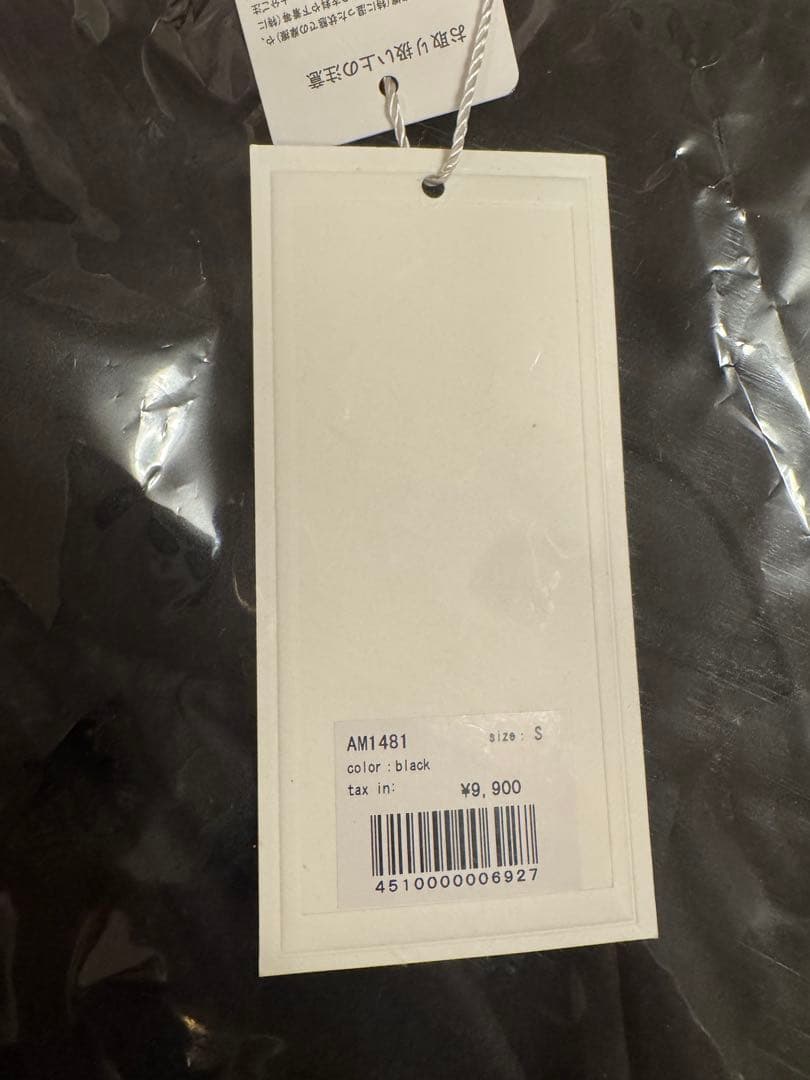 お取り扱い上の注意
AM1481 size: S
color:black
tax in: ¥9,900
4510000006927